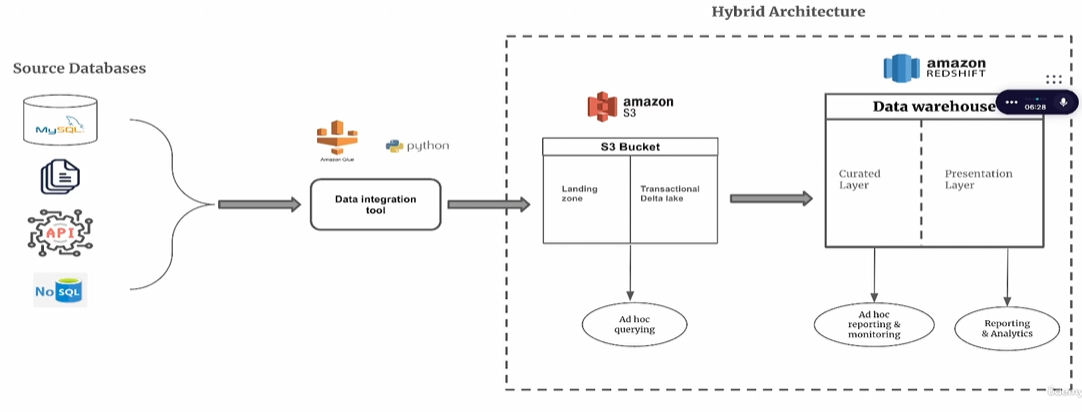 Hybrid Architecture
Source Databases
MySQL
API
No SQL
Amazon Glue
python
Data integration
tool
amazon
S3
S3 Bucket
Landing
zone
Transactional
Delta lake
Ad hoc
querying
amazon
REDSHIFT
Data warehouse
06:28
Curated
Layer
Presentation
Layer
Ad hoc
reporting &
monitoring
Reporting
& Analytics
Udemy